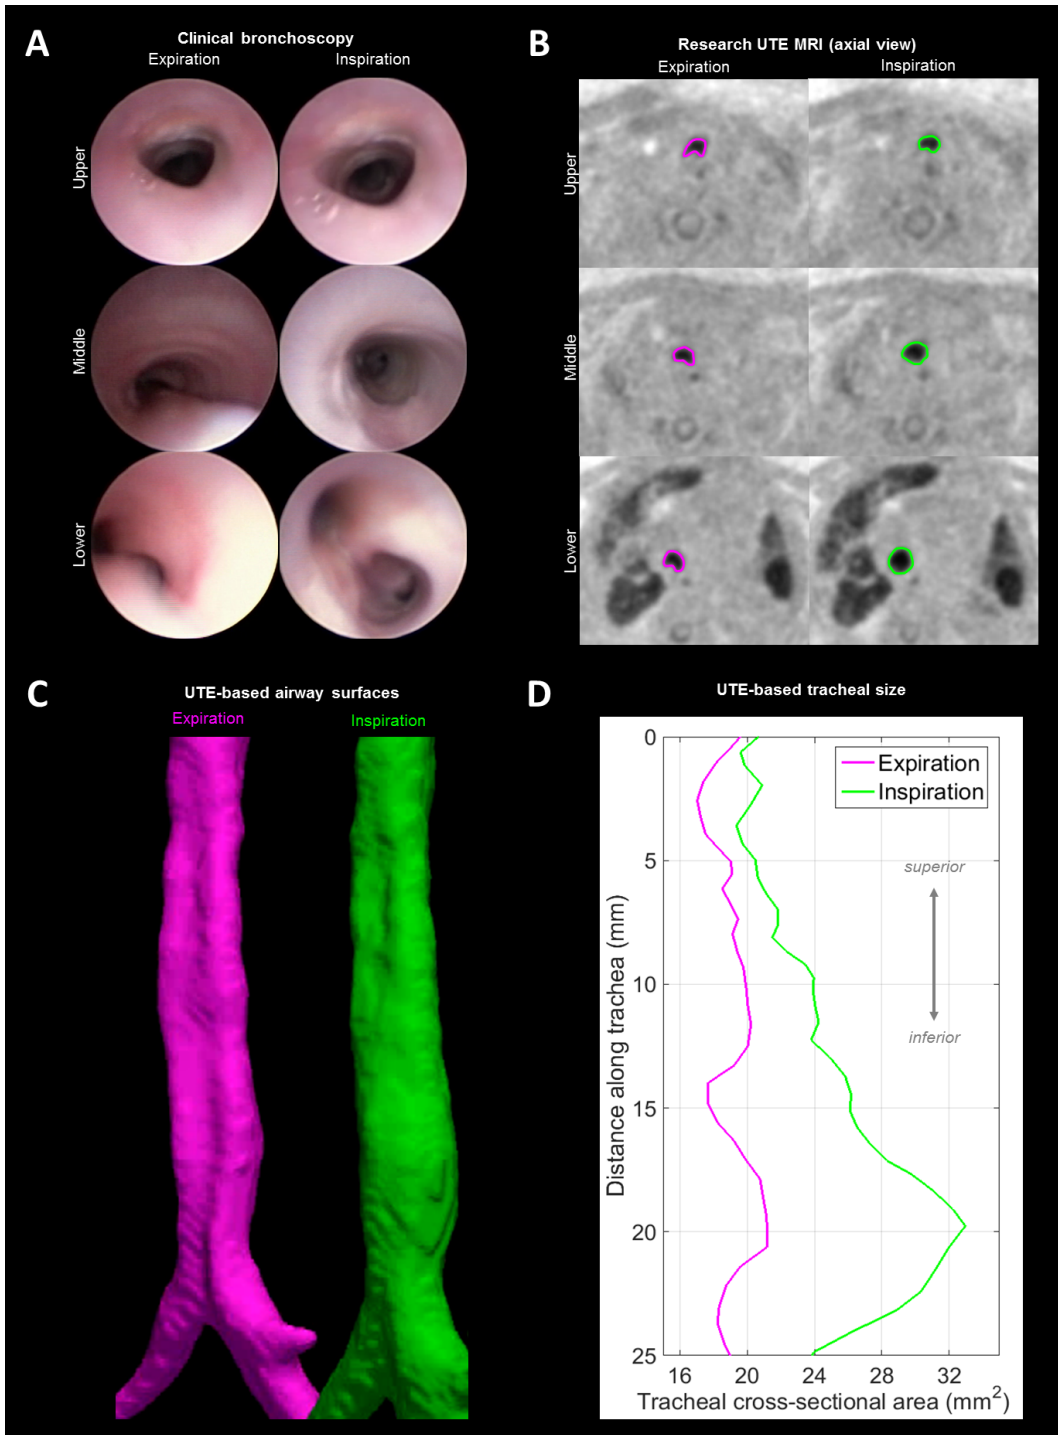 A
Clinical bronchoscopy
Expiration
Inspiration
Upper
Middle
Lower
B
Research UTE MRI (axial view)
Expiration
Inspiration
Upper
Middle
Lower
C
UTE-based airway surfaces
Expiration
Inspiration
D
UTE-based tracheal size
0
5
10
15
20
25
Distance along trachea (mm)
Expiration
Inspiration
superior
inferior
16
20
24
28
32
Tracheal cross-sectional area (mm²)